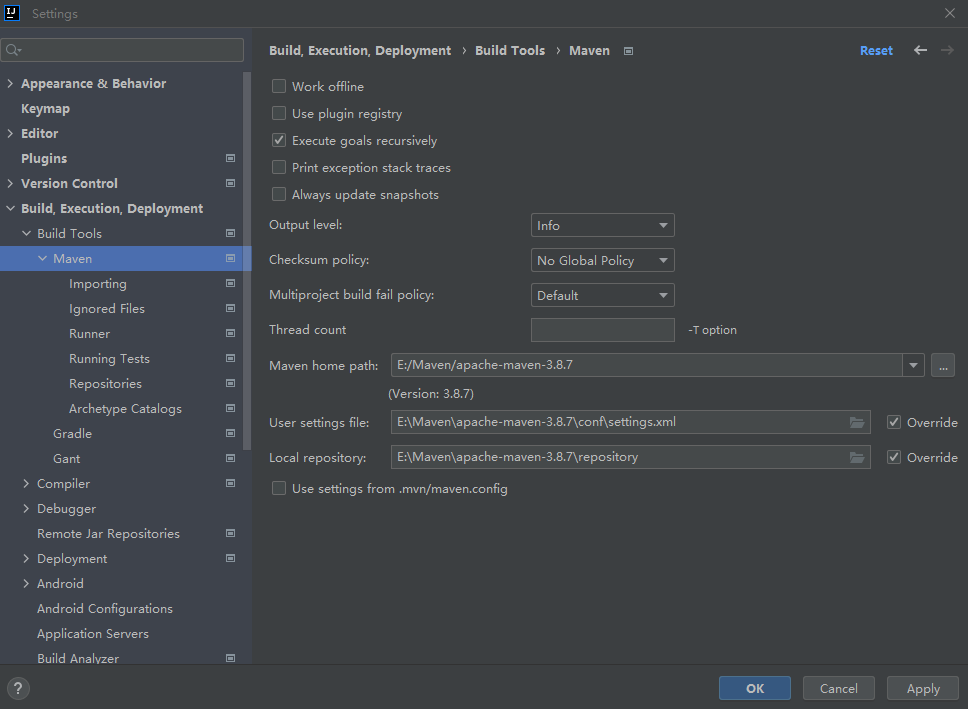 Settings
Build, Execution, Deployment › Build Tools › Maven
Reset
Appearance & Behavior
Keymap
Editor
Plugins
Version Control
Build, Execution, Deployment
Build Tools
Maven
Importing
Ignored Files
Runner
Running Tests
Repositories
Archetype Catalogs
Gradle
Gant
Compiler
Debugger
Remote Jar Repositories
Deployment
Android
Android Configurations
Application Servers
Build Analyzer
Work offline
Use plugin registry
Execute goals recursively
Print exception stack traces
Always update snapshots
Output level: Info
Checksum policy: No Global Policy
Multiproject build fail policy: Default
Thread count -T option
Maven home path: E:/Maven/apache-maven-3.8.7 ...
(Version: 3.8.7)
User settings file: E:\Maven\apache-maven-3.8.7\conf\settings.xml Override
Local repository: E:\Maven\apache-maven-3.8.7\repository Override
Use settings from .mvn/maven.config
? OK Cancel Apply